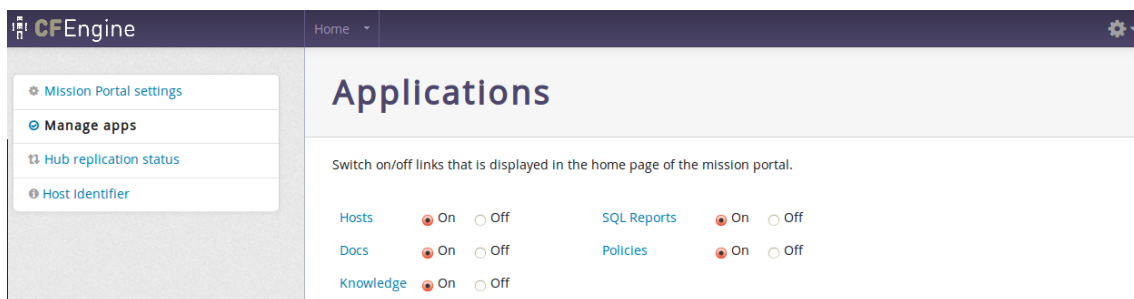 CFEngine
Home
Mission Portal settings
Manage apps
Hub replication status
Host Identifier
Applications
Switch on/off links that is displayed in the home page of the mission portal.
Hosts On Off SQL Reports On Off
Docs On Off Policies On Off
Knowledge On Off